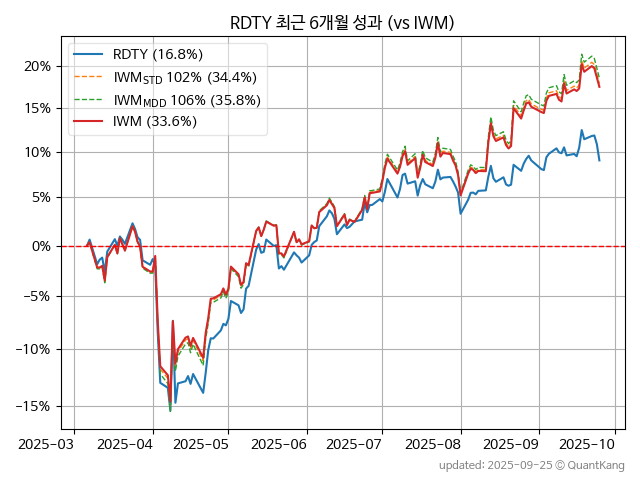 RDTY 최근 6개월 성과 (vs IWM)
RDTY (16.8%)
IWM_STD 102% (34.4%)
IWM_MDD 106% (35.8%)
IWM (33.6%)
20%
15%
10%
5%
0%
−5%
−10%
−15%
2025-03 2025-04 2025-05 2025-06 2025-07 2025-08 2025-09 2025-10
updated: 2025-09-25 © QuantKang